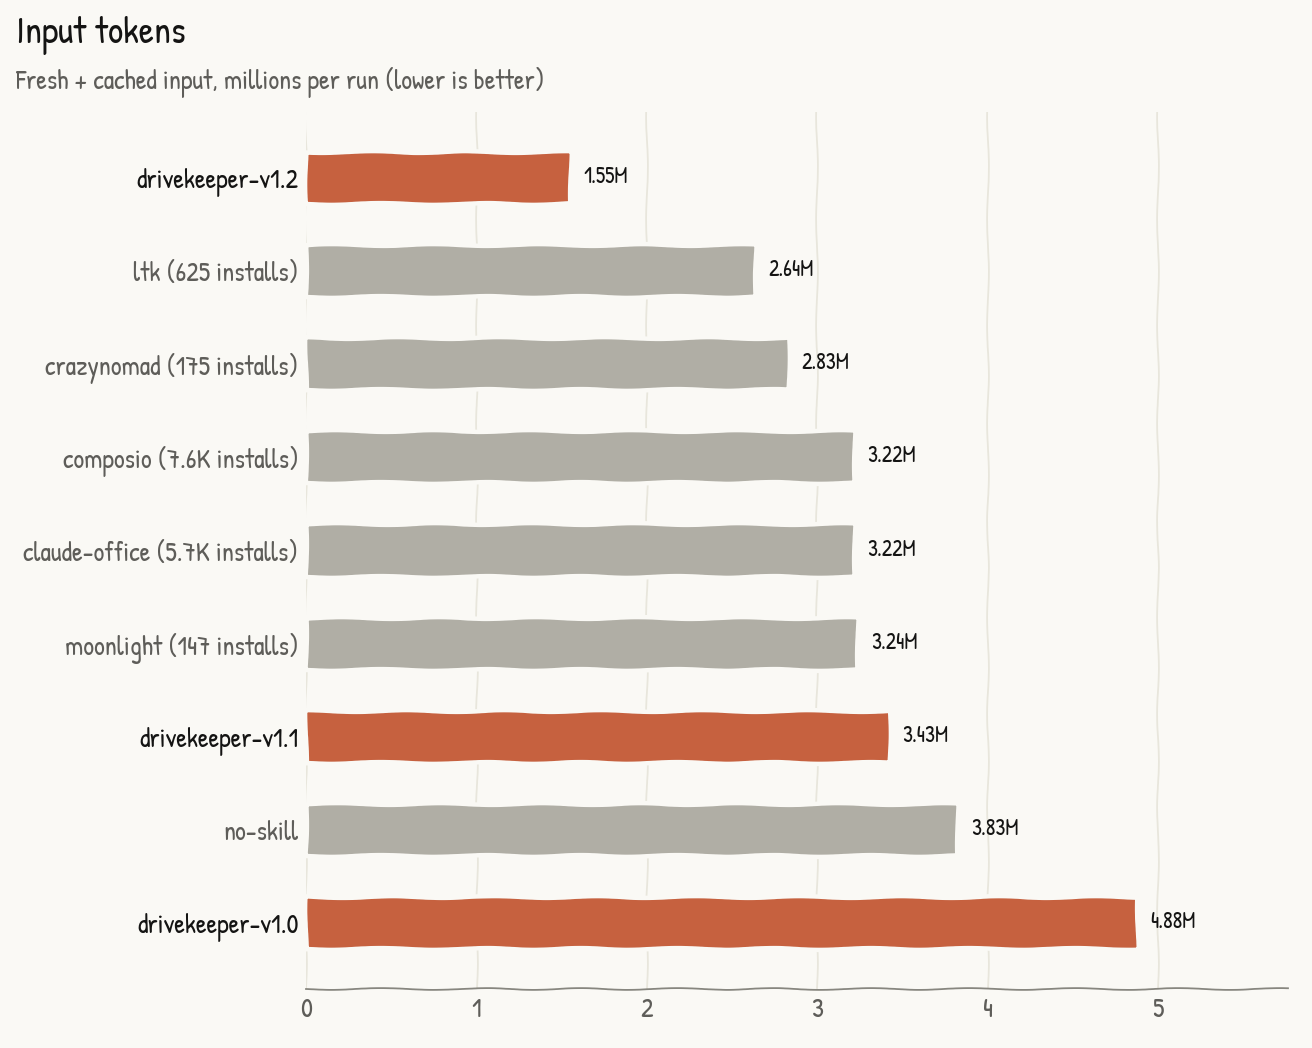 Input tokens
Fresh + cached input, millions per run (lower is better)
drivekeeper-v1.2 1.55M
ltk (625 installs) 2.64M
crazynomad (175 installs) 2.83M
composio (7.6K installs) 3.22M
claude-office (5.7K installs) 3.22M
moonlight (147 installs) 3.24M
drivekeeper-v1.1 3.43M
no-skill 3.83M
drivekeeper-v1.0 4.88M
0 1 2 3 4 5